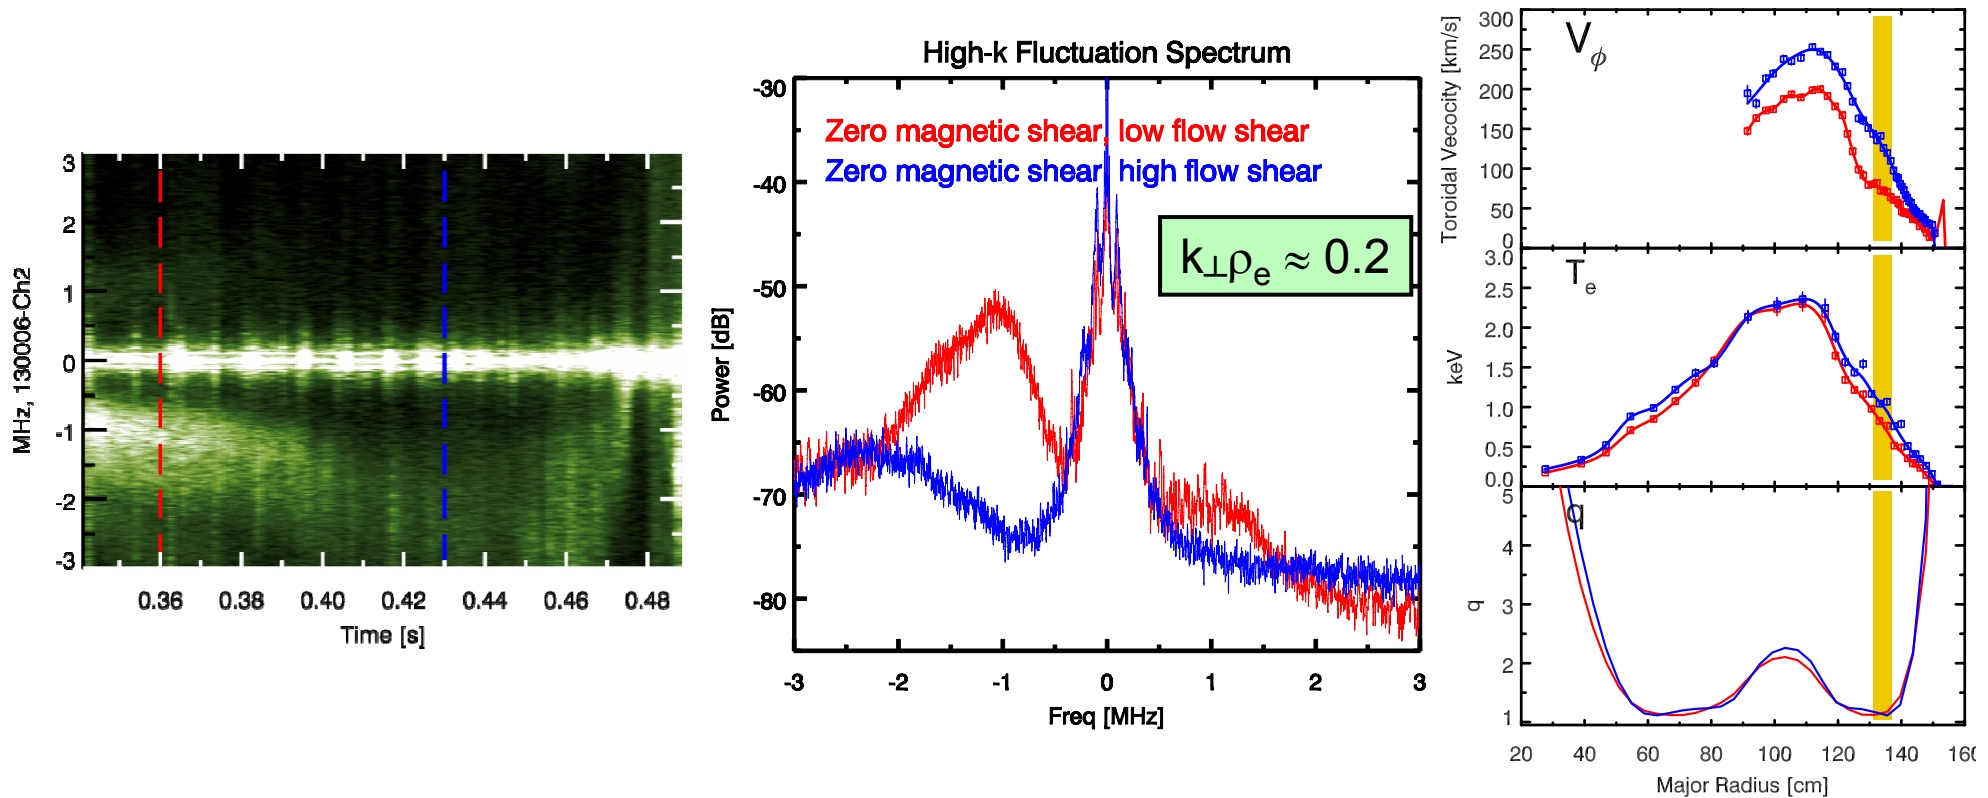 MHz, 130006-Ch2
3
2
1
0
-1
-2
-3
0.36 0.38 0.40 0.42 0.44 0.46 0.48
Time [s]
High-k Fluctuation Spectrum
Power [dB]
-30
-40
-50
-60
-70
-80
Zero magnetic shear low flow shear
Zero magnetic shear high flow shear
k⊥ρe ≈ 0.2
-3 -2 -1 0 1 2 3
Freq [MHz]
Toroidal Vecocity [km/s]
300
250
200
150
100
50
0
Vϕ
keV
3.0
2.5
2.0
1.5
1.0
0.5
0.0
Te
q
5
4
3
2
1
q
20 40 60 80 100 120 140 160
Major Radius [cm]